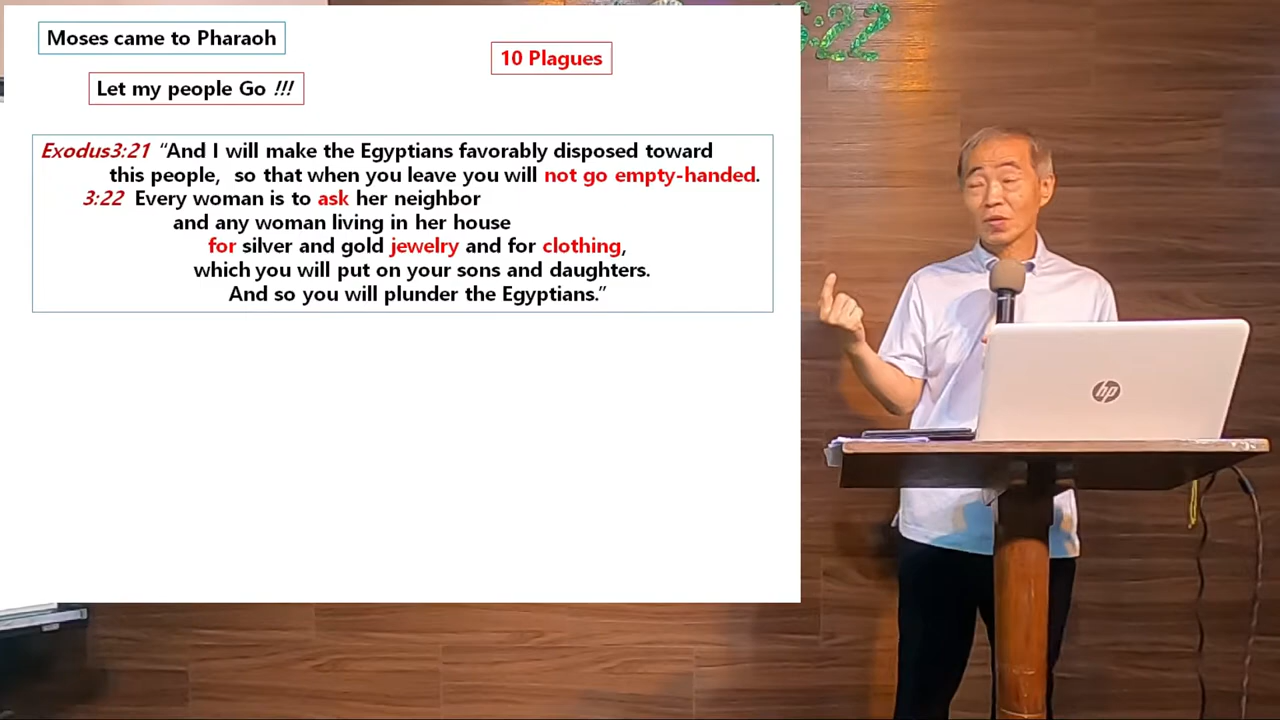 Moses came to Pharaoh
10 Plagues
Let my people Go !!!
Exodus3:21 “And I will make the Egyptians favorably disposed toward
this people, so that when you leave you will not go empty-handed.
3:22 Every woman is to ask her neighbor
and any woman living in her house
for silver and gold jewelry and for clothing,
which you will put on your sons and daughters.
And so you will plunder the Egyptians.”
:22
hp